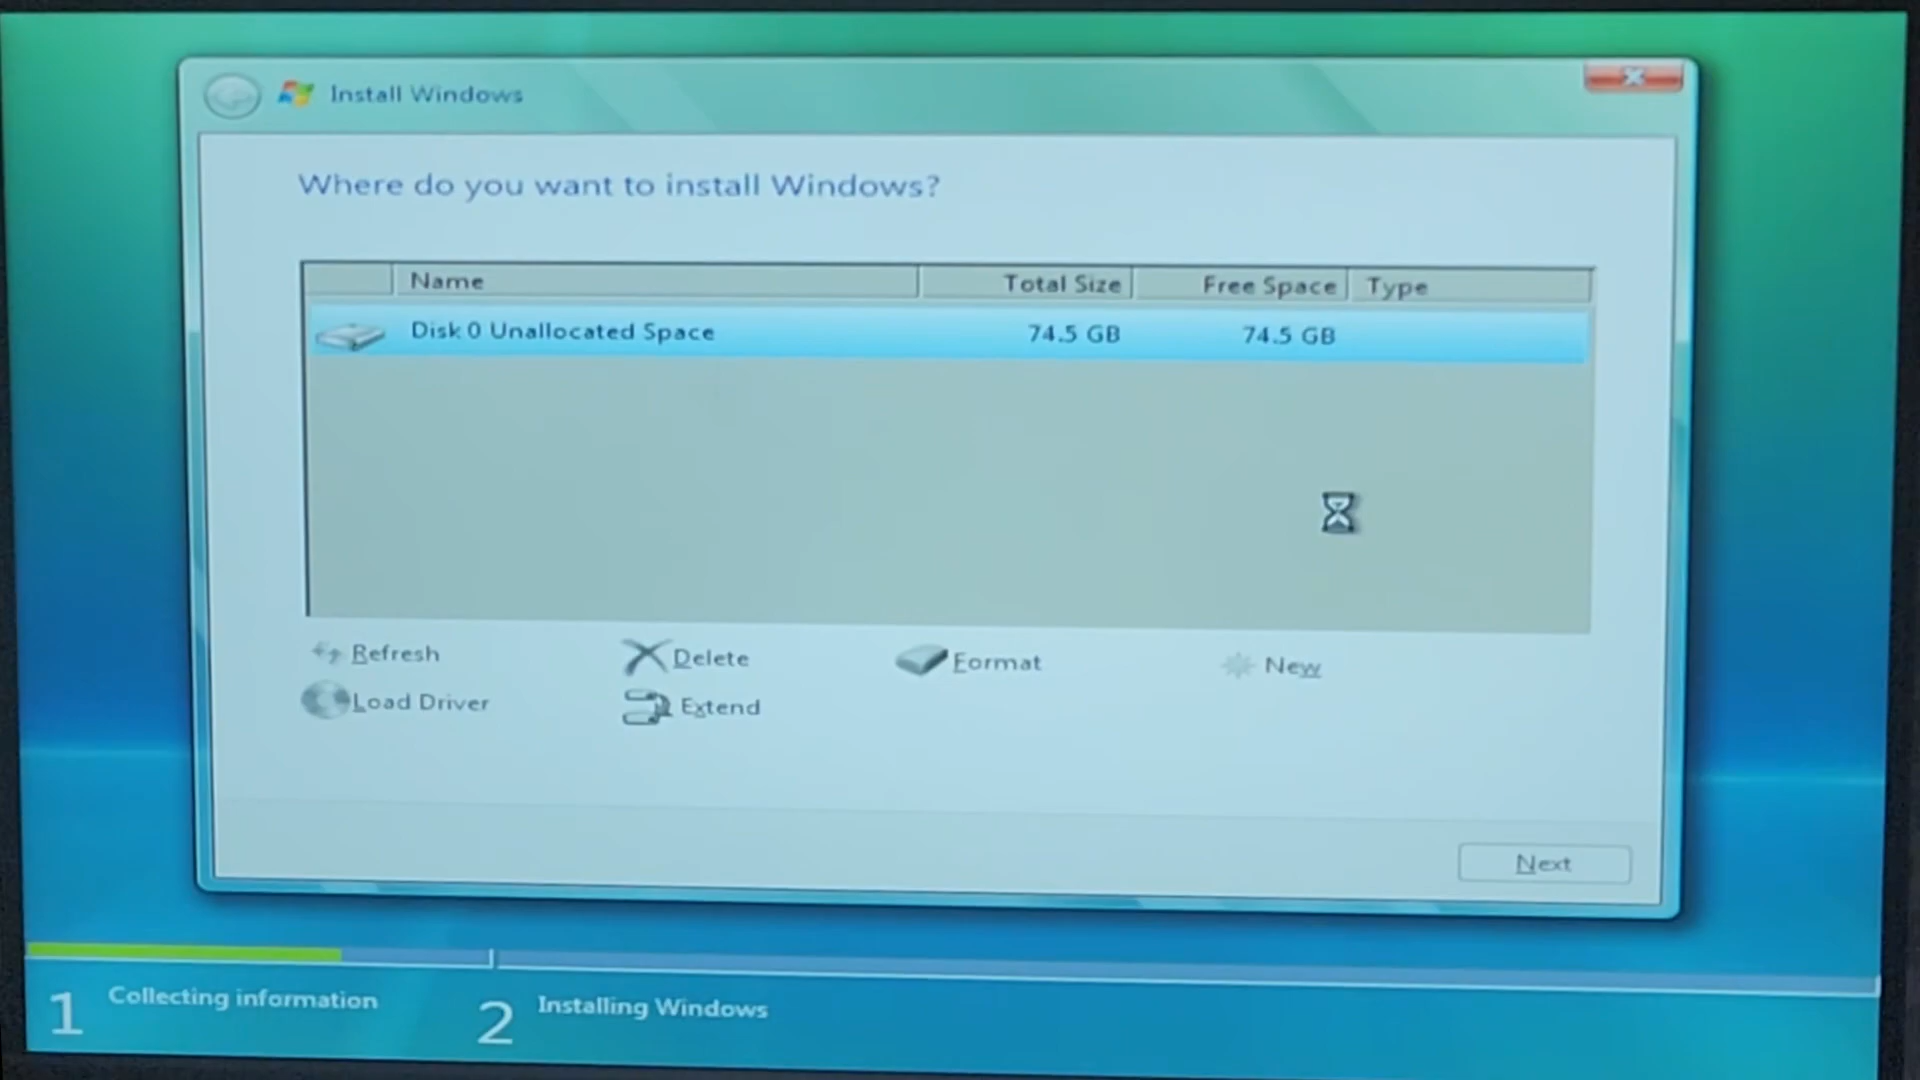 Install Windows
Where do you want to install Windows?
Name Total Size Free Space Type
Disk 0 Unallocated Space 74.5 GB 74.5 GB
Refresh Delete Format New
Load Driver Extend
Next
1 Collecting information 2 Installing Windows